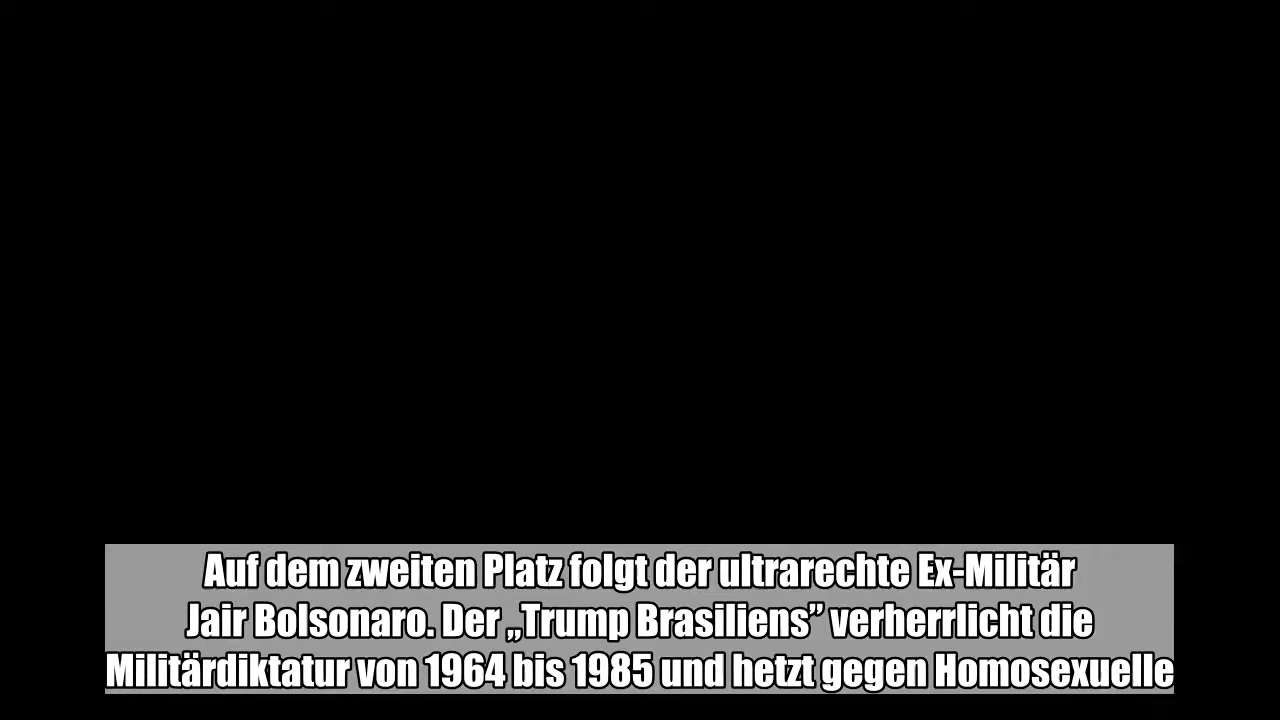 Auf dem zweiten Platz folgt der ultrarechte Ex-Militär
Jair Bolsonaro. Der „Trump Brasiliens” verherrlicht die
Militärdiktatur von 1964 bis 1985 und hetzt gegen Homosexuelle